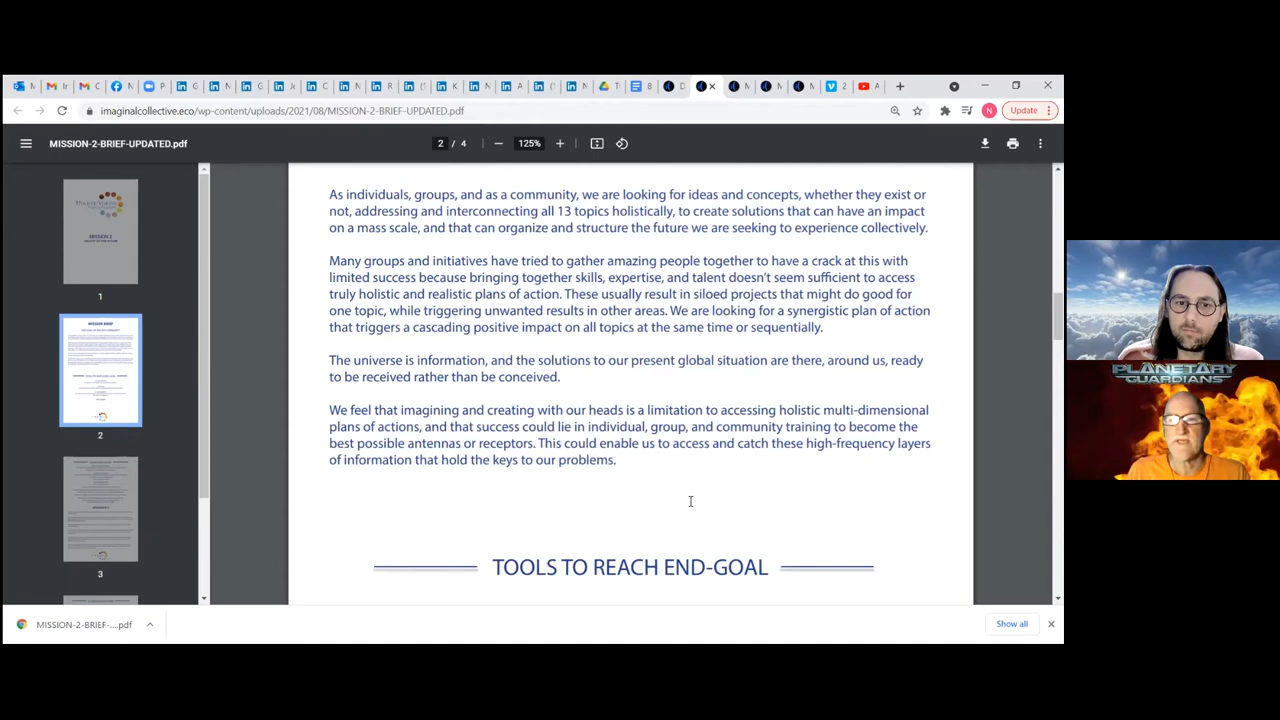 M
Ir
C
N
P
G
N
G
Je
C
N
R
(1
K
N
A
(1
N
T
8
D
M
M
M
2
A
imaginalcollective.eco/wp-content/uploads/2021/08/MISSION-2-BRIEF-UPDATED.pdf
N
Update
MISSION-2-BRIEF-UPDATED.pdf
2 / 4
125%
MISSION 2
1
MISSION BRIEF
2
3
As individuals, groups, and as a community, we are looking for ideas and concepts, whether they exist or
not, addressing and interconnecting all 13 topics holistically, to create solutions that can have an impact
on a mass scale, and that can organize and structure the future we are seeking to experience collectively.
Many groups and initiatives have tried to gather amazing people together to have a crack at this with
limited success because bringing together skills, expertise, and talent doesn't seem sufficient to access
truly holistic and realistic plans of action. These usually result in siloed projects that might do good for
one topic, while triggering unwanted results in other areas. We are looking for a synergistic plan of action
that triggers a cascading positive impact on all topics at the same time or sequentially.
The universe is information, and the solutions to our present global situation are there, around us, ready
to be received rather than be conceived.
We feel that imagining and creating with our heads is a limitation to accessing holistic multi-dimensional
plans of actions, and that success could lie in individual, group, and community training to become the
best possible antennas or receptors. This could enable us to access and catch these high-frequency layers
of information that hold the keys to our problems.
TOOLS TO REACH END-GOAL
PLANETARY
GUARDIANS
MISSION-2-BRIEF-....pdf
Show all